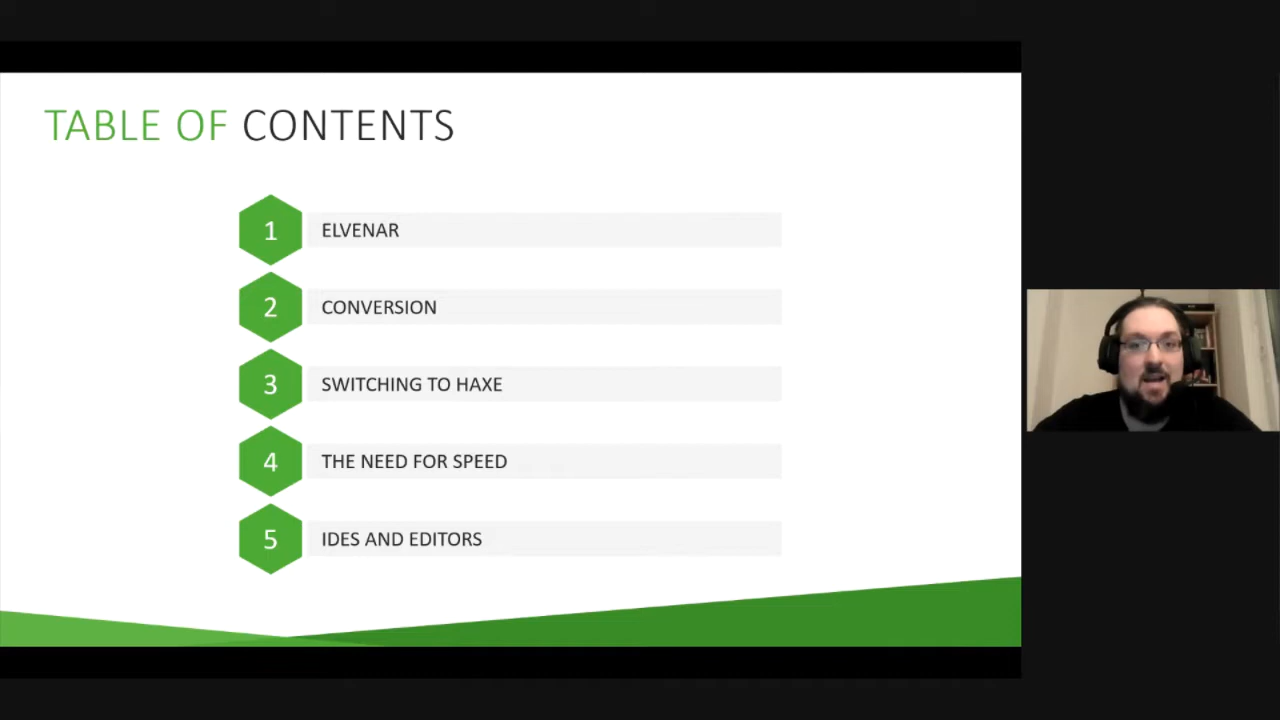 TABLE OF CONTENTS
1 ELVENAR
2 CONVERSION
3 SWITCHING TO HAXE
4 THE NEED FOR SPEED
5 IDES AND EDITORS